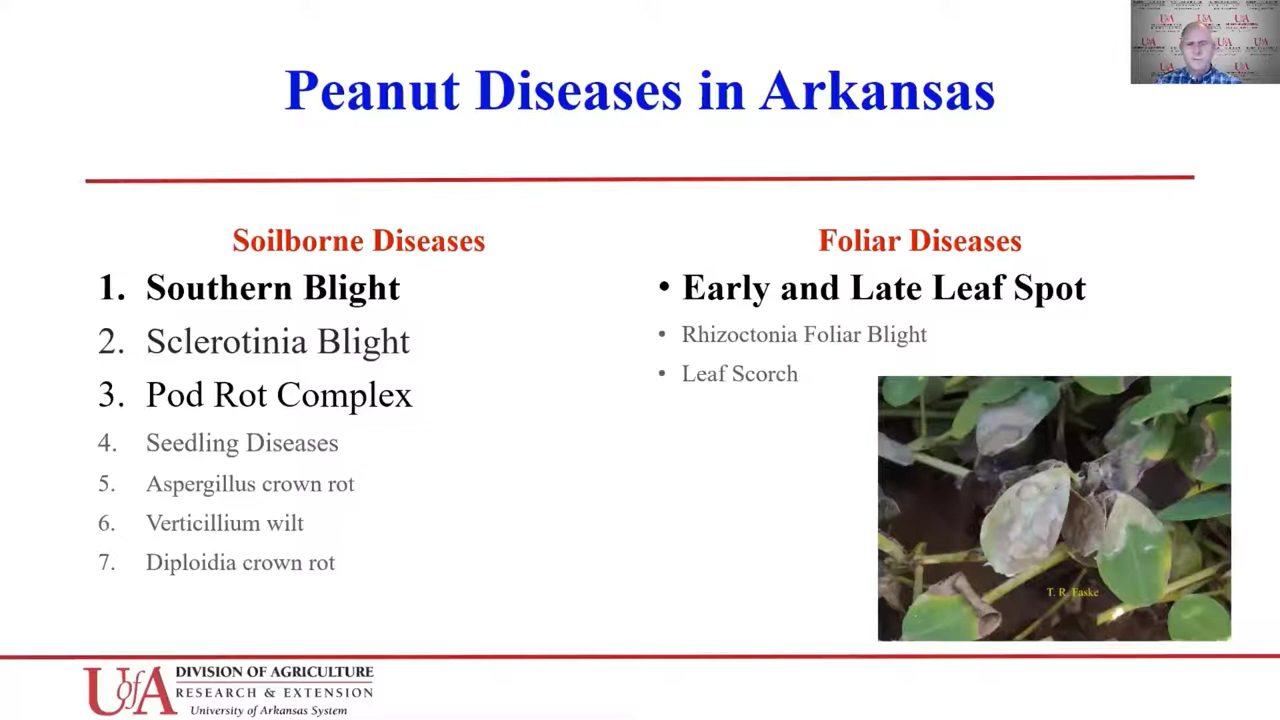 Peanut Diseases in Arkansas
Soilborne Diseases
1. Southern Blight
2. Sclerotinia Blight
3. Pod Rot Complex
4. Seedling Diseases
5. Aspergillus crown rot
6. Verticillium wilt
7. Diploidia crown rot
Foliar Diseases
• Early and Late Leaf Spot
• Rhizoctonia Foliar Blight
• Leaf Scorch
T. R. Faske
UofA
DIVISION OF AGRICULTURE
RESEARCH & EXTENSION
University of Arkansas System